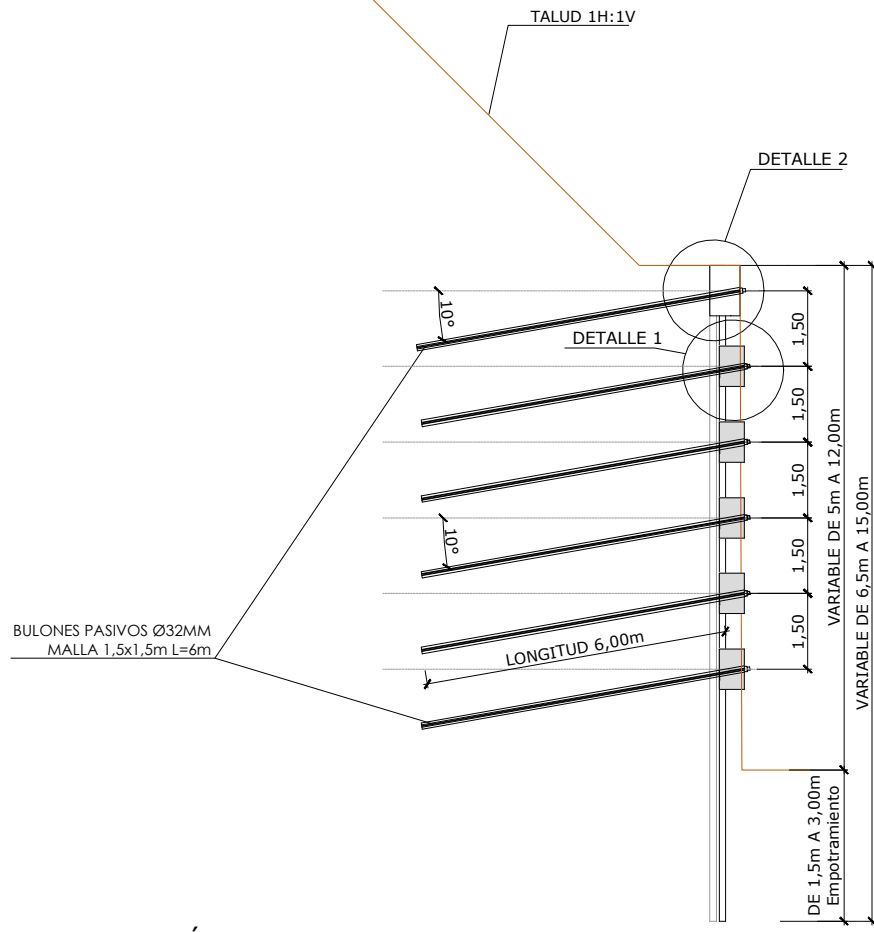 TALUD 1H:1V
DETALLE 2
10°
1,50
DETALLE 1
1,50
1,50
10°
1,50
1,50
VARIABLE DE 5m A 12,00m
VARIABLE DE 6,5m A 15,00m
BULONES PASIVOS Ø32MM
MALLA 1,5x1,5m L=6m
LONGITUD 6,00m
DE 1,5m A 3,00m
Empotramiento